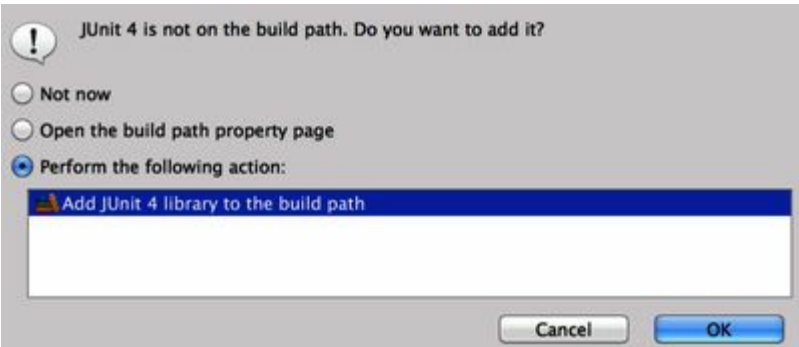 JUnit 4 is not on the build path. Do you want to add it?
Not now
Open the build path property page
Perform the following action:
Add JUnit 4 library to the build path
Cancel OK